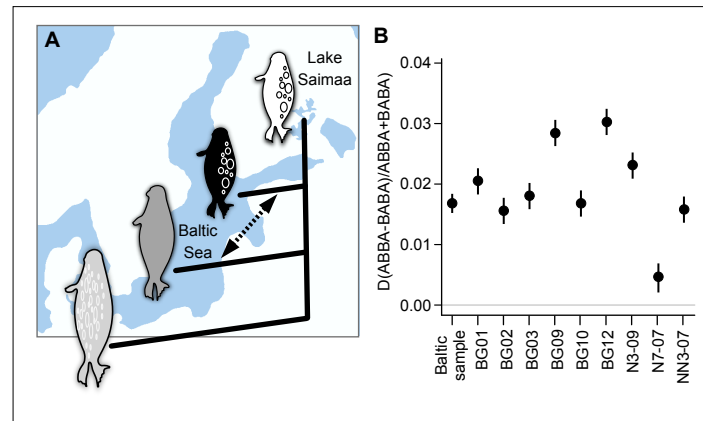 A
Lake
Saimaa
Baltic
Sea
B
D(ABBA-BABA)/ABBA+BABA)
0.04
0.03
0.02
0.01
0.00
Baltic
sample
BG01
BG02
BG03
BG09
BG10
BG12
N3-09
N7-07
NN3-07